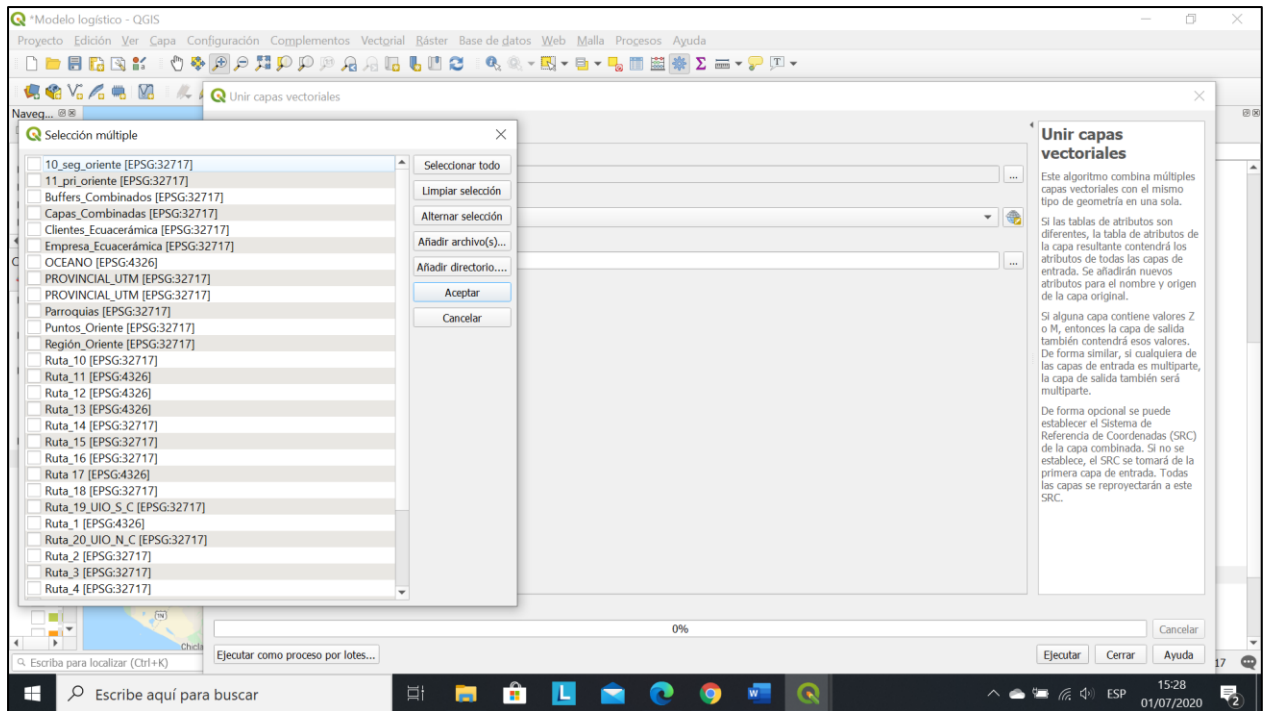 *Modelo logístico - QGIS
Proyecto Edición Ver Capa Configuración Complementos Vectorial Ráster Base de datos Web Malla Procesos Ayuda
Unir capas vectoriales
Naveg...
Selección múltiple
10_seg_oriente [EPSG:32717]
11_pri_oriente [EPSG:32717]
Buffers_Combinados [EPSG:32717]
Capas_Combinadas [EPSG:32717]
Clientes_Ecuacerámica [EPSG:32717]
Empresa_Ecuacerámica [EPSG:32717]
OCEANO [EPSG:4326]
PROVINCIAL_UTM [EPSG:32717]
PROVINCIAL_UTM [EPSG:32717]
Parroquias [EPSG:32717]
Puntos_Oriente [EPSG:32717]
Región_Oriente [EPSG:32717]
Ruta_10 [EPSG:32717]
Ruta_11 [EPSG:4326]
Ruta_12 [EPSG:4326]
Ruta_13 [EPSG:4326]
Ruta_14 [EPSG:32717]
Ruta_15 [EPSG:32717]
Ruta_16 [EPSG:32717]
Ruta 17 [EPSG:4326]
Ruta_18 [EPSG:32717]
Ruta_19_UIO_S_C [EPSG:32717]
Ruta_1 [EPSG:4326]
Ruta_20_UIO_N_C [EPSG:32717]
Ruta_2 [EPSG:32717]
Ruta_3 [EPSG:32717]
Ruta_4 [EPSG:32717]
Seleccionar todo
Limpiar selección
Alternar selección
Añadir archivo(s)...
Añadir directorio....
Aceptar
Cancelar
...
...
Unir capas
vectoriales
Este algoritmo combina múltiples
capas vectoriales con el mismo
tipo de geometría en una sola.
Si las tablas de atributos son
diferentes, la tabla de atributos de
la capa resultante contendrá los
atributos de todas las capas de
entrada. Se añadirán nuevos
atributos para el nombre y origen
de la capa original.
Si alguna capa contiene valores Z
o M, entonces la capa de salida
también contendrá esos valores.
De forma similar, si cualquiera de
las capas de entrada es multiparte,
la capa de salida también será
multiparte.
De forma opcional se puede
establecer el Sistema de
Referencia de Coordenadas (SRC)
de la capa combinada. Si no se
establece, el SRC se tomará de la
primera capa de entrada. Todas
las capas se reproyectarán a este
SRC.
0%
Cancelar
Chicla
Escriba para localizar (Ctrl+K)
Ejecutar como proceso por lotes...
Ejecutar
Cerrar
Ayuda
17
Escribe aquí para buscar
ESP
15:28
01/07/2020
2